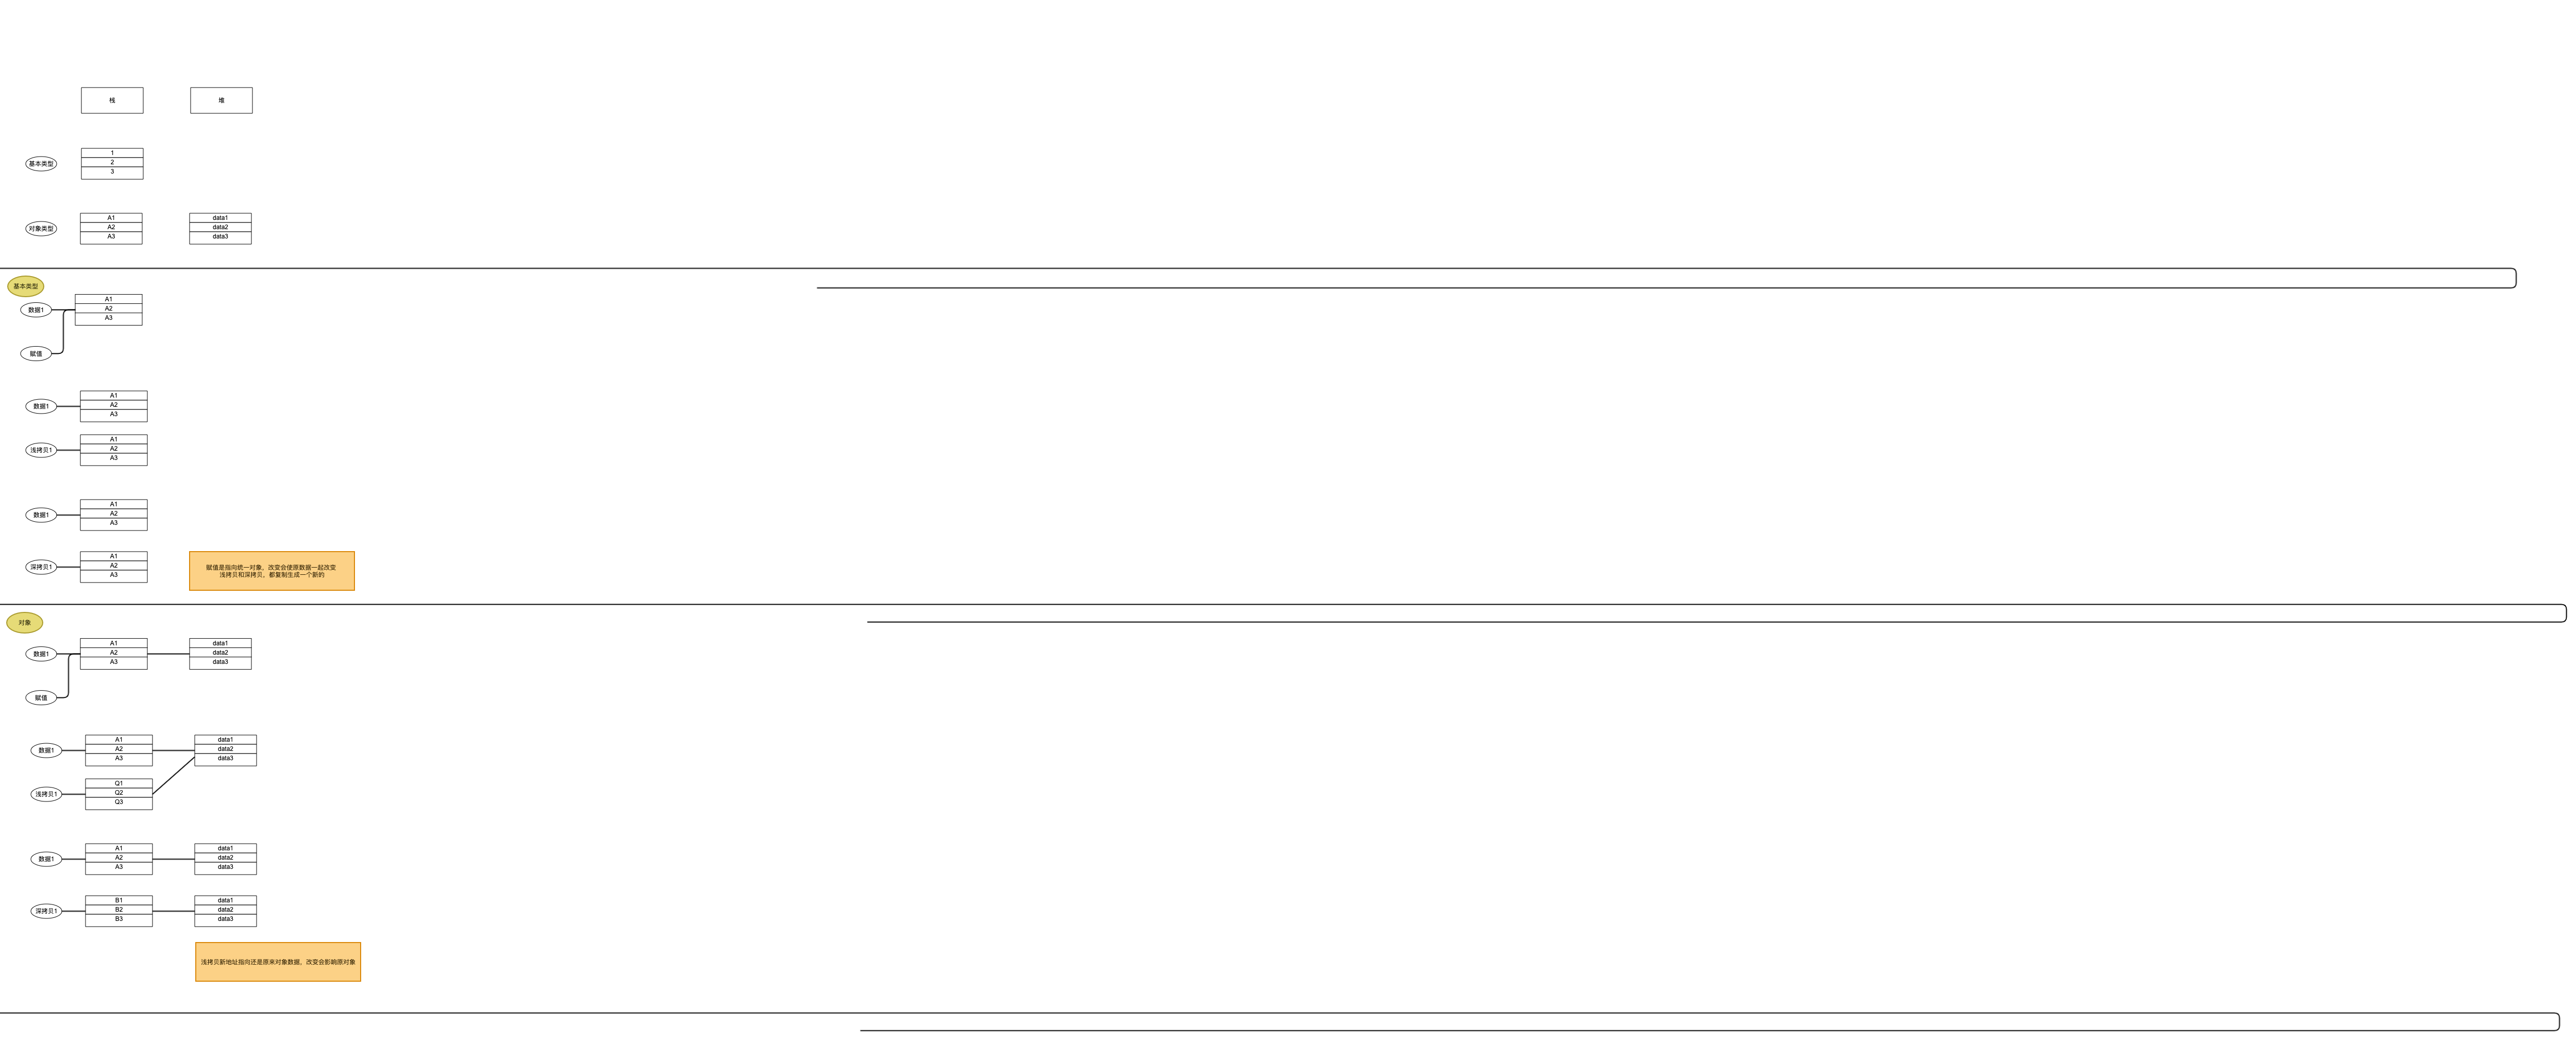 栈
堆
基本类型
1
2
3
对象类型
A1
A2
A3
data1
data2
data3
基本类型
数据1
A1
A2
A3
赋值
数据1
A1
A2
A3
浅拷贝1
A1
A2
A3
数据1
A1
A2
A3
深拷贝1
A1
A2
A3
赋值是指向统一对象，改变会使原数据一起改变
浅拷贝和深拷贝，都复制生成一个新的
对象
数据1
A1
A2
A3
data1
data2
data3
赋值
数据1
A1
A2
A3
data1
data2
data3
浅拷贝1
Q1
Q2
Q3
数据1
A1
A2
A3
data1
data2
data3
深拷贝1
B1
B2
B3
data1
data2
data3
浅拷贝新地址指向还是原来对象数据，改变会影响原对象